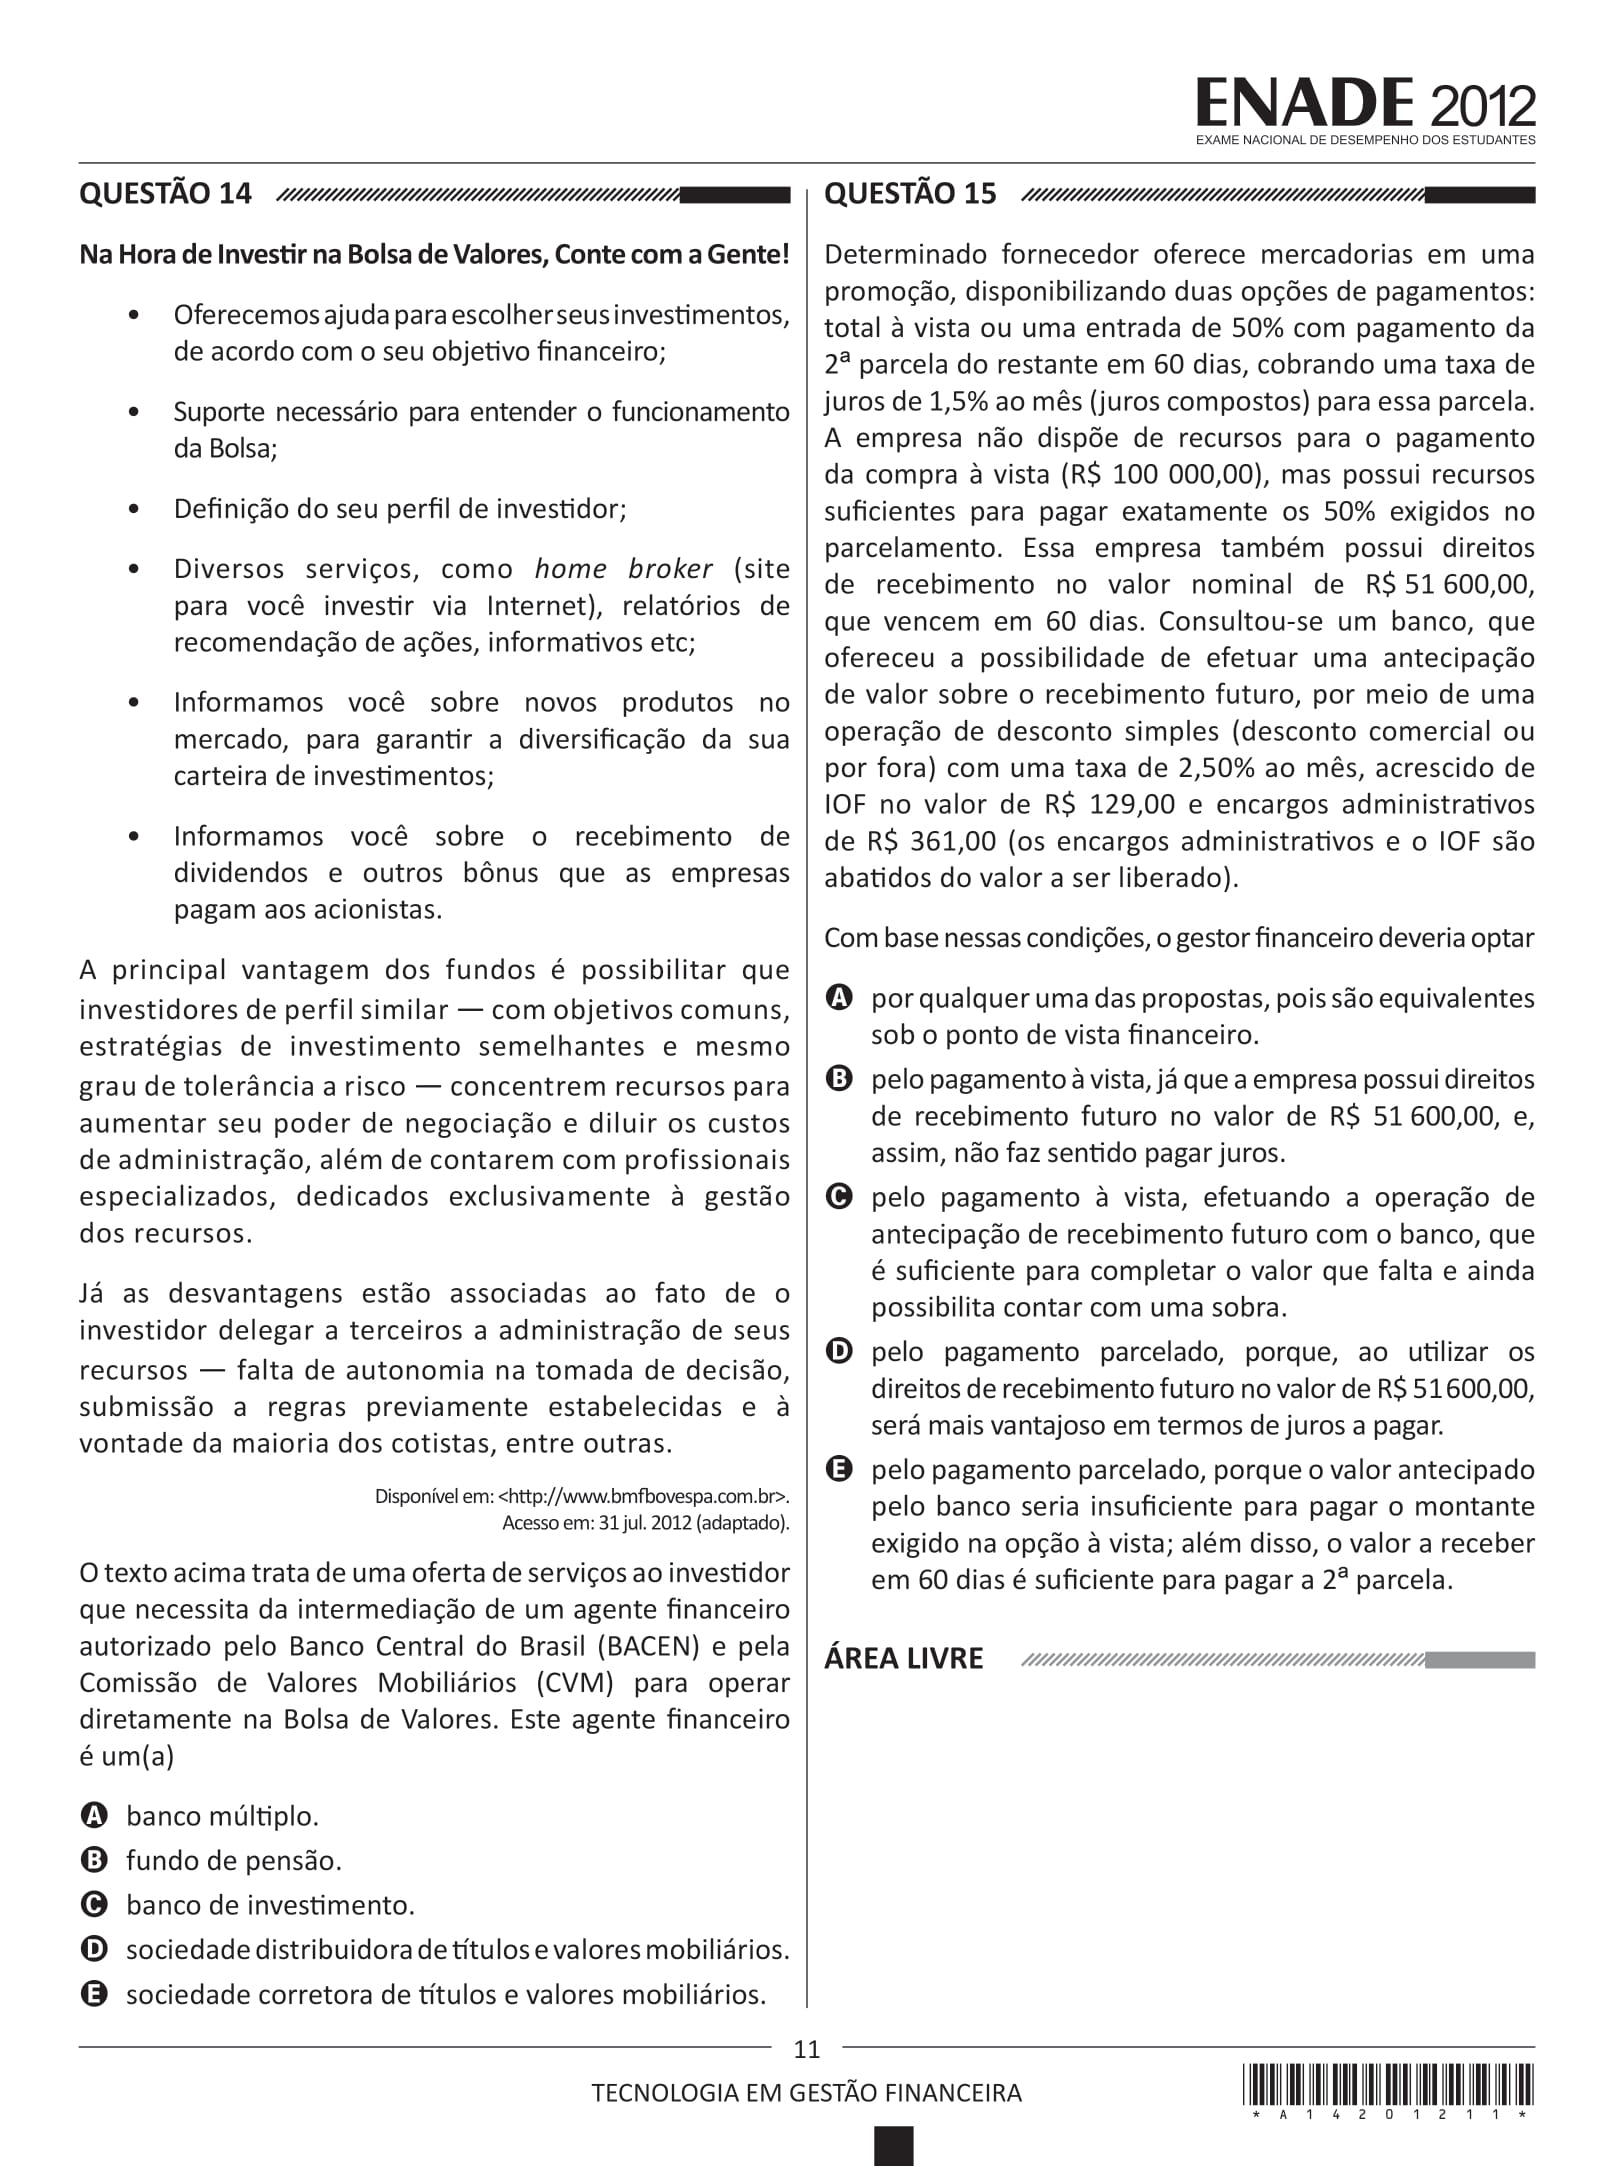 ENADE 2012
EXAME NACIONAL DE DESEMPENHO DOS ESTUDANTES
QUESTÃO 14
Na Hora de Investir na Bolsa de Valores, Conte com a Gente!
• Oferecemos ajuda para escolher seus investimentos,
de acordo com o seu objetivo financeiro;
• Suporte necessário para entender o funcionamento
da Bolsa;
• Definição do seu perfil de investidor;
• Diversos serviços, como home broker (site
para você investir via Internet), relatórios de
recomendação de ações, informativos etc;
• Informamos você sobre novos produtos no
mercado, para garantir a diversificação da sua
carteira de investimentos;
• Informamos você sobre o recebimento de
dividendos e outros bônus que as empresas
pagam aos acionistas.
A principal vantagem dos fundos é possibilitar que
investidores de perfil similar — com objetivos comuns,
estratégias de investimento semelhantes e mesmo
grau de tolerância a risco — concentrem recursos para
aumentar seu poder de negociação e diluir os custos
de administração, além de contarem com profissionais
especializados, dedicados exclusivamente à gestão
dos recursos.
Já as desvantagens estão associadas ao fato de o
investidor delegar a terceiros a administração de seus
recursos — falta de autonomia na tomada de decisão,
submissão a regras previamente estabelecidas e à
vontade da maioria dos cotistas, entre outras.
Disponível em: <http://www.bmfbovespa.com.br>.
Acesso em: 31 jul. 2012 (adaptado).
O texto acima trata de uma oferta de serviços ao investidor
que necessita da intermediação de um agente financeiro
autorizado pelo Banco Central do Brasil (BACEN) e pela
Comissão de Valores Mobiliários (CVM) para operar
diretamente na Bolsa de Valores. Este agente financeiro
é um(a)
A banco múltiplo.
B fundo de pensão.
C banco de investimento.
D sociedade distribuidora de títulos e valores mobiliários.
E sociedade corretora de títulos e valores mobiliários.
QUESTÃO 15
Determinado fornecedor oferece mercadorias em uma
promoção, disponibilizando duas opções de pagamentos:
total à vista ou uma entrada de 50% com pagamento da
2ª parcela do restante em 60 dias, cobrando uma taxa de
juros de 1,5% ao mês (juros compostos) para essa parcela.
A empresa não dispõe de recursos para o pagamento
da compra à vista (R$ 100 000,00), mas possui recursos
suficientes para pagar exatamente os 50% exigidos no
parcelamento. Essa empresa também possui direitos
de recebimento no valor nominal de R$ 51 600,00,
que vencem em 60 dias. Consultou-se um banco, que
ofereceu a possibilidade de efetuar uma antecipação
de valor sobre o recebimento futuro, por meio de uma
operação de desconto simples (desconto comercial ou
por fora) com uma taxa de 2,50% ao mês, acrescido de
IOF no valor de R$ 129,00 e encargos administrativos
de R$ 361,00 (os encargos administrativos e o IOF são
abatidos do valor a ser liberado).
Com base nessas condições, o gestor financeiro deveria optar
A por qualquer uma das propostas, pois são equivalentes
sob o ponto de vista financeiro.
B pelo pagamento à vista, já que a empresa possui direitos
de recebimento futuro no valor de R$ 51 600,00, e,
assim, não faz sentido pagar juros.
C pelo pagamento à vista, efetuando a operação de
antecipação de recebimento futuro com o banco, que
é suficiente para completar o valor que falta e ainda
possibilita contar com uma sobra.
D pelo pagamento parcelado, porque, ao utilizar os
direitos de recebimento futuro no valor de R$ 51 600,00,
será mais vantajoso em termos de juros a pagar.
E pelo pagamento parcelado, porque o valor antecipado
pelo banco seria insuficiente para pagar o montante
exigido na opção à vista; além disso, o valor a receber
em 60 dias é suficiente para pagar a 2ª parcela.
ÁREA LIVRE
11
TECNOLOGIA EM GESTÃO FINANCEIRA
*A14201211*